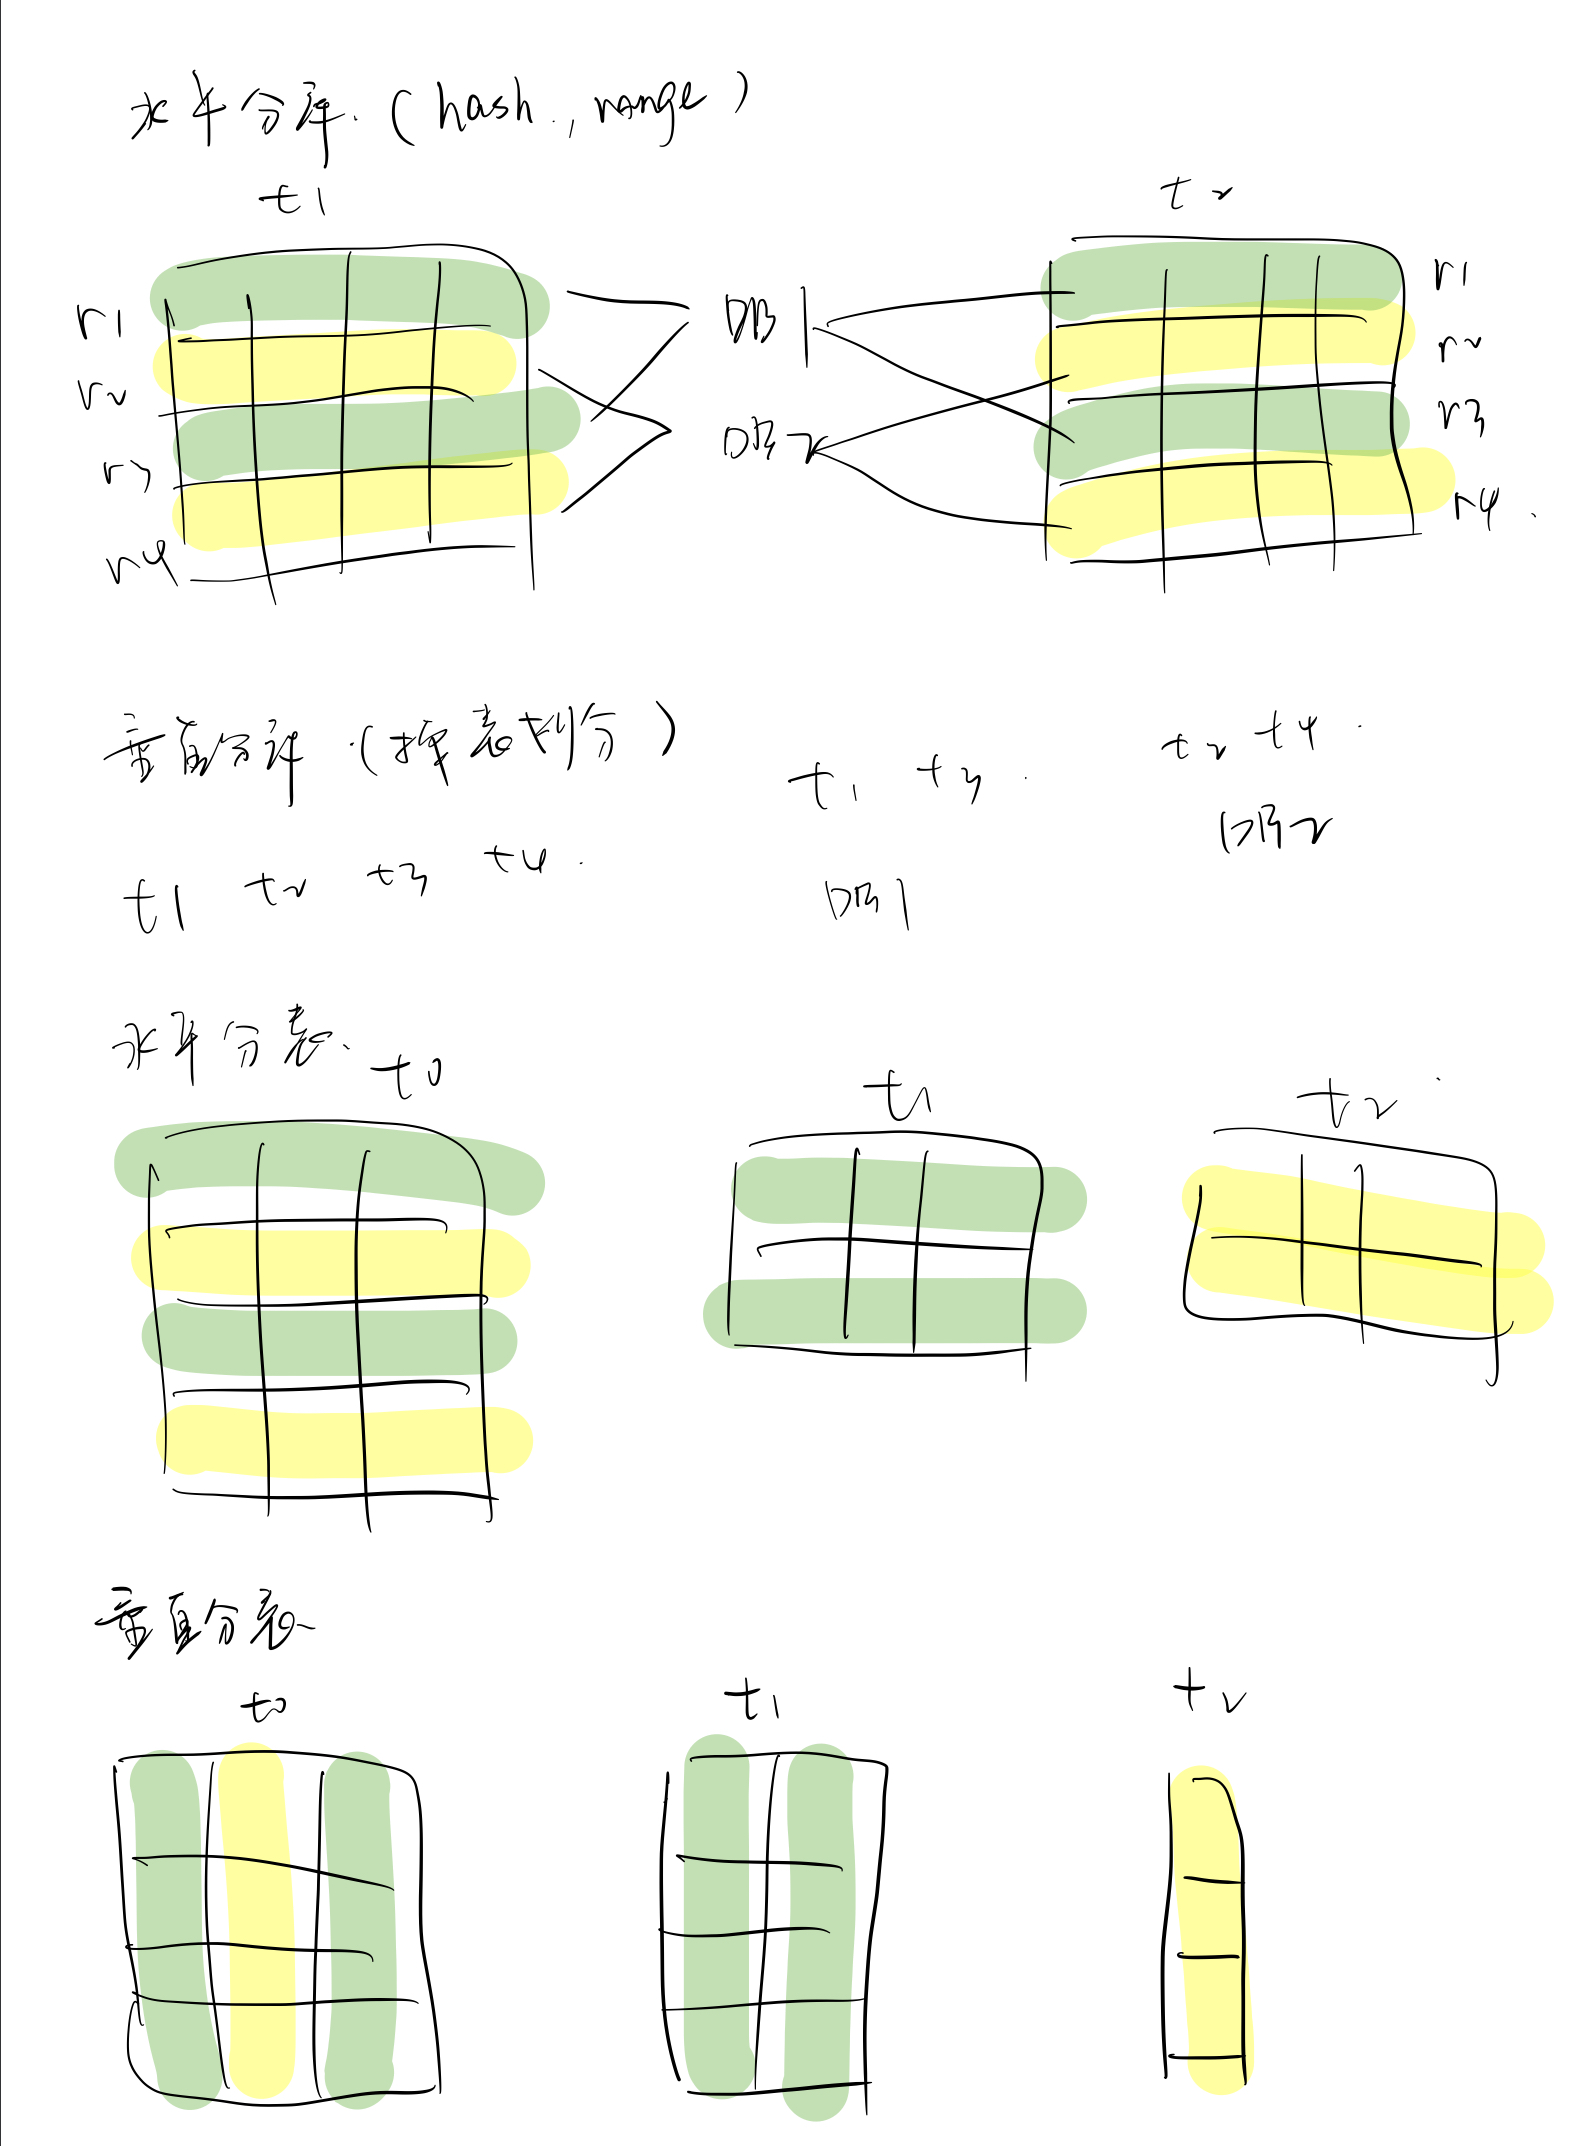 水平分库.(hash.,range)
t1 t2
r1 r1
DB1
r2 r2
DB2
r3 r3
r4 r4.
垂直分库.(按表划分)
t1 t3. t2 t4.
DB2
t1 t2 t3 t4.
DB1
水平分表.
t0 t1 t2
垂直分表
t0 t1 t2